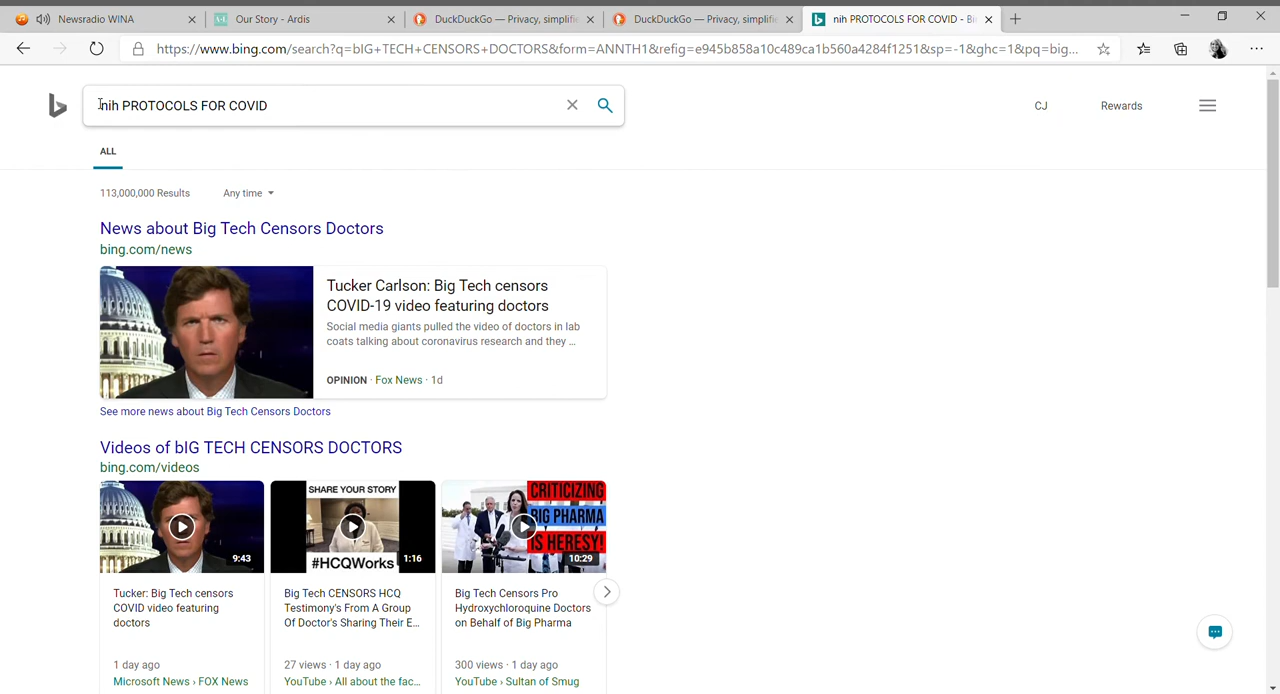 Newsradio WINA
Our Story - Ardis
DuckDuckGo — Privacy, simplifi
DuckDuckGo — Privacy, simplifi
nih PROTOCOLS FOR COVID - Bi
https://www.bing.com/search?q=bIG+TECH+CENSORS+DOCTORS&form=ANNTH1&refig=e945b858a10c489ca1b560a4284f1251&sp=-1&ghc=1&pq=big...
nih PROTOCOLS FOR COVID
CJ
Rewards
ALL
113,000,000 Results
Any time
News about Big Tech Censors Doctors
bing.com/news
Tucker Carlson: Big Tech censors
COVID-19 video featuring doctors
Social media giants pulled the video of doctors in lab
coats talking about coronavirus research and they ...
OPINION · Fox News · 1d
See more news about Big Tech Censors Doctors
Videos of bIG TECH CENSORS DOCTORS
bing.com/videos
9:43
Tucker: Big Tech censors
COVID video featuring
doctors
1 day ago
Microsoft News › FOX News
SHARE YOUR STORY
#HCQWorks
1:16
Big Tech CENSORS HCQ
Testimony's From A Group
Of Doctor's Sharing Their E...
27 views · 1 day ago
YouTube › All about the fac...
CRITICIZING
BIG PHARMA
IS HERESY!
10:29
Big Tech Censors Pro
Hydroxychloroquine Doctors
on Behalf of Big Pharma
300 views · 1 day ago
YouTube › Sultan of Smug